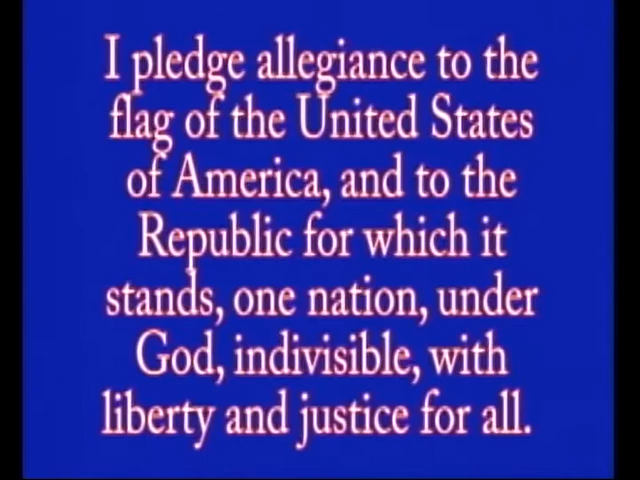 I pledge allegiance to the
flag of the United States
of America, and to the
Republic for which it
stands, one nation, under
God, indivisible, with
liberty and justice for all.